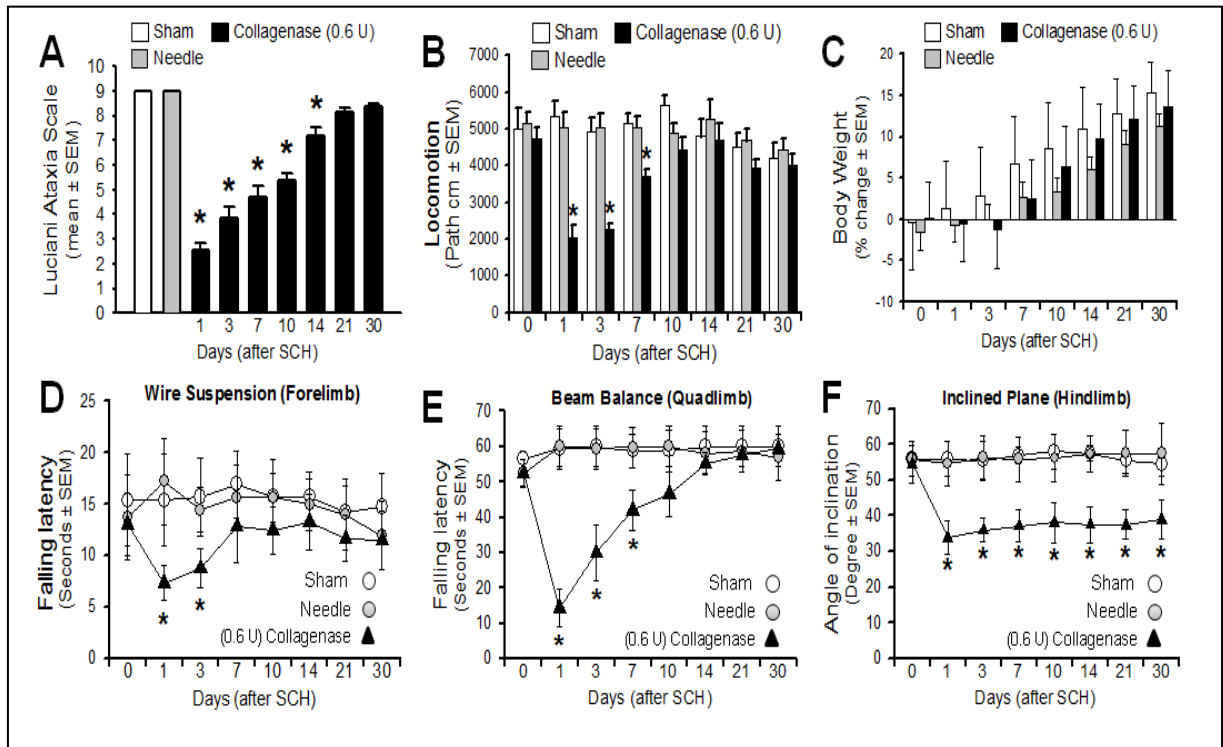 A
Sham
Collagenase (0.6 U)
Needle
Luciani Ataxia Scale
(mean ± SEM)
10
9
8
7
6
5
4
3
2
1
0
* * * * *
1 3 7 10 14 21 30
Days (after SCH)
B
Sham
Collagenase (0.6 U)
Needle
Locomotion
(Path cm ± SEM)
7000
6000
5000
4000
3000
2000
1000
0
* * *
0 1 3 7 10 14 21 30
Days (after SCH)
C
Sham
Collagenase (0.6 U)
Needle
Body Weight
(% change ± SEM)
20
15
10
5
0
-5
-10
0 1 3 7 10 14 21 30
Days (after SCH)
D
Wire Suspension (Forelimb)
Falling latency
(Seconds ± SEM)
25
20
15
10
5
0
* *
Sham
Needle
(0.6 U) Collagenase
0 1 3 7 10 14 21 30
Days (after SCH)
E
Beam Balance (Quadlimb)
Falling latency
(Seconds ± SEM)
70
60
50
40
30
20
10
0
* * *
Sham
Needle
(0.6 U) Collagenase
0 1 3 7 10 14 21 30
Days (after SCH)
F
Inclined Plane (Hindlimb)
Angle of inclination
(Degree ± SEM)
70
60
50
40
30
20
10
0
* * * * * * *
Sham
Needle
(0.6 U) Collagenase
0 1 3 7 10 14 21 30
Days (after SCH)